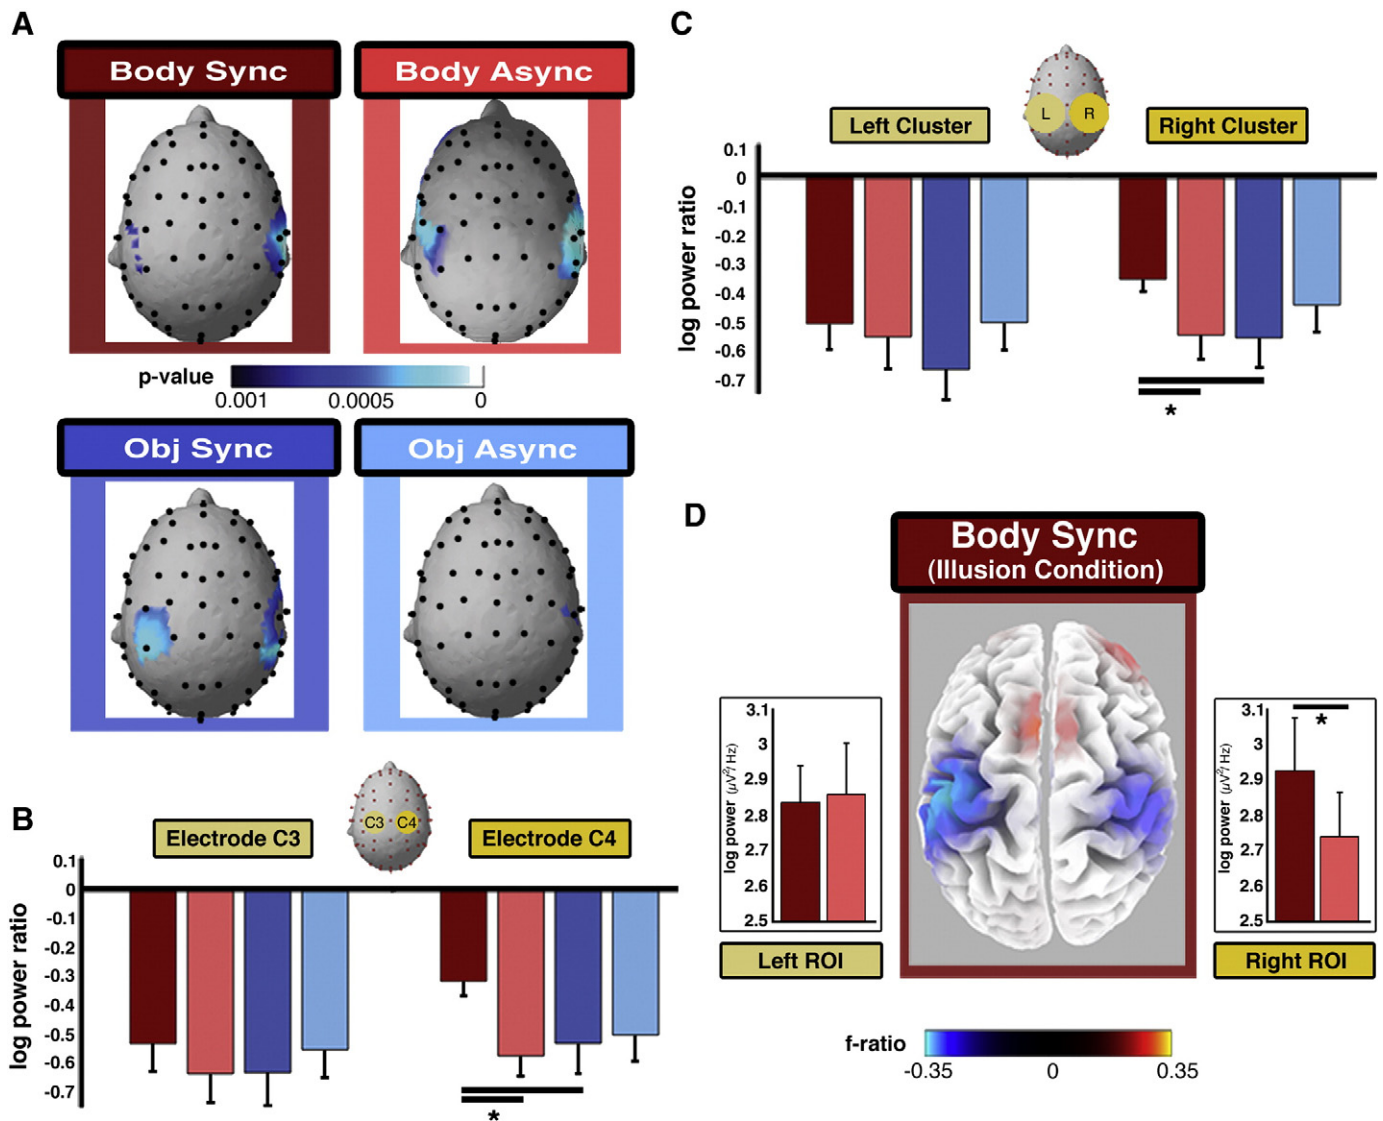 A
Body Sync
Body Async
p-value
0.001
0.0005
0
Obj Sync
Obj Async
B
Electrode C3
C3
C4
Electrode C4
log power ratio
0.1
0
-0.1
-0.2
-0.3
-0.4
-0.5
-0.6
-0.7
*
C
Left Cluster
L
R
Right Cluster
log power ratio
0.1
0
-0.1
-0.2
-0.3
-0.4
-0.5
-0.6
-0.7
*
D
Body Sync
(Illusion Condition)
log power (µV²/ Hz)
3.1
3
2.9
2.8
2.7
2.6
2.5
Left ROI
log power (µV²/ Hz)
3.1
3
2.9
2.8
2.7
2.6
2.5
*
Right ROI
f-ratio
-0.35
0
0.35